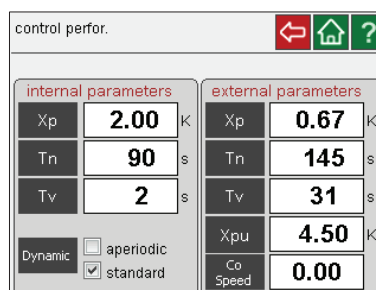 control perfor.
?
internal parameters
Xp 2.00 K
Tn 90 s
Tv 2 s
Dynamic
aperiodic
standard
external parameters
Xp 0.67 K
Tn 145 s
Tv 31 s
Xpu 4.50 K
Co Speed 0.00